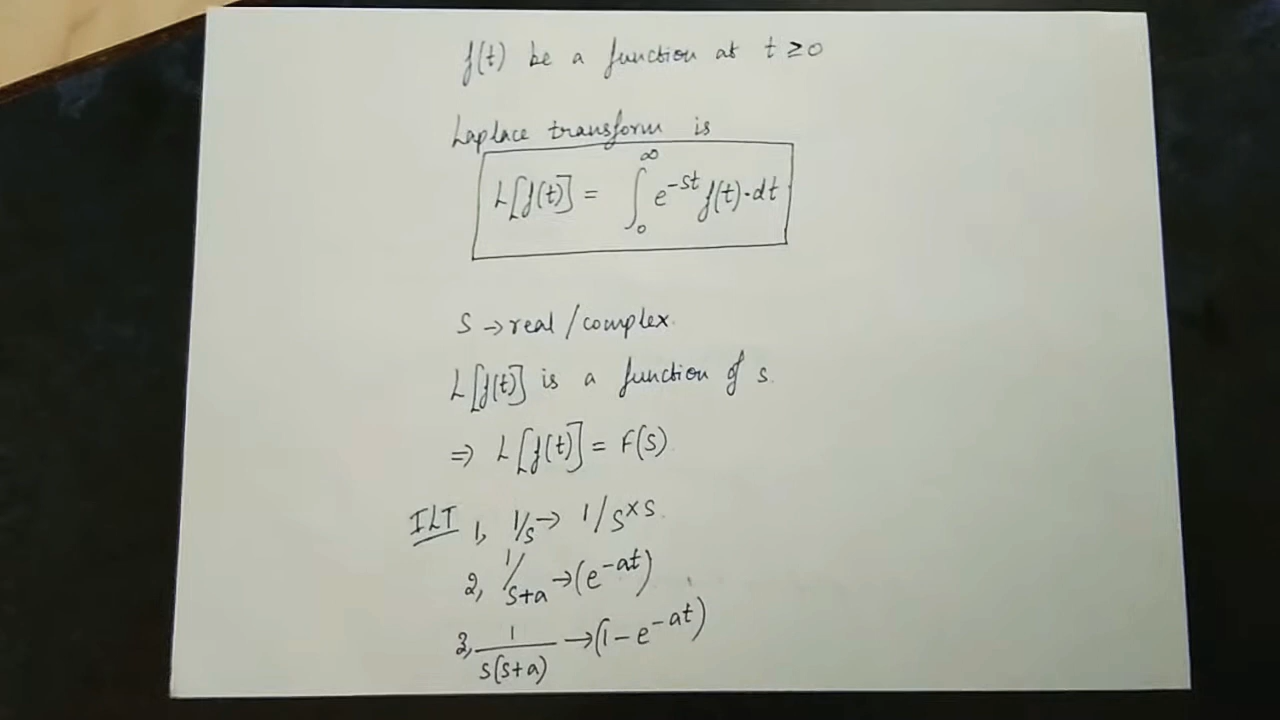 f(t) be a function at t ≥ 0
Laplace transform is
L[f(t)] = ∫₀^∞ e^-st f(t)·dt
S → real / complex.
L[f(t)] is a function of s.
⇒ L[f(t)] = F(S)
ILT 1, 1/s → 1/s×s.
2, 1/s+a → (e^-at)
3, 1/s(s+a) → (1 - e^-at)